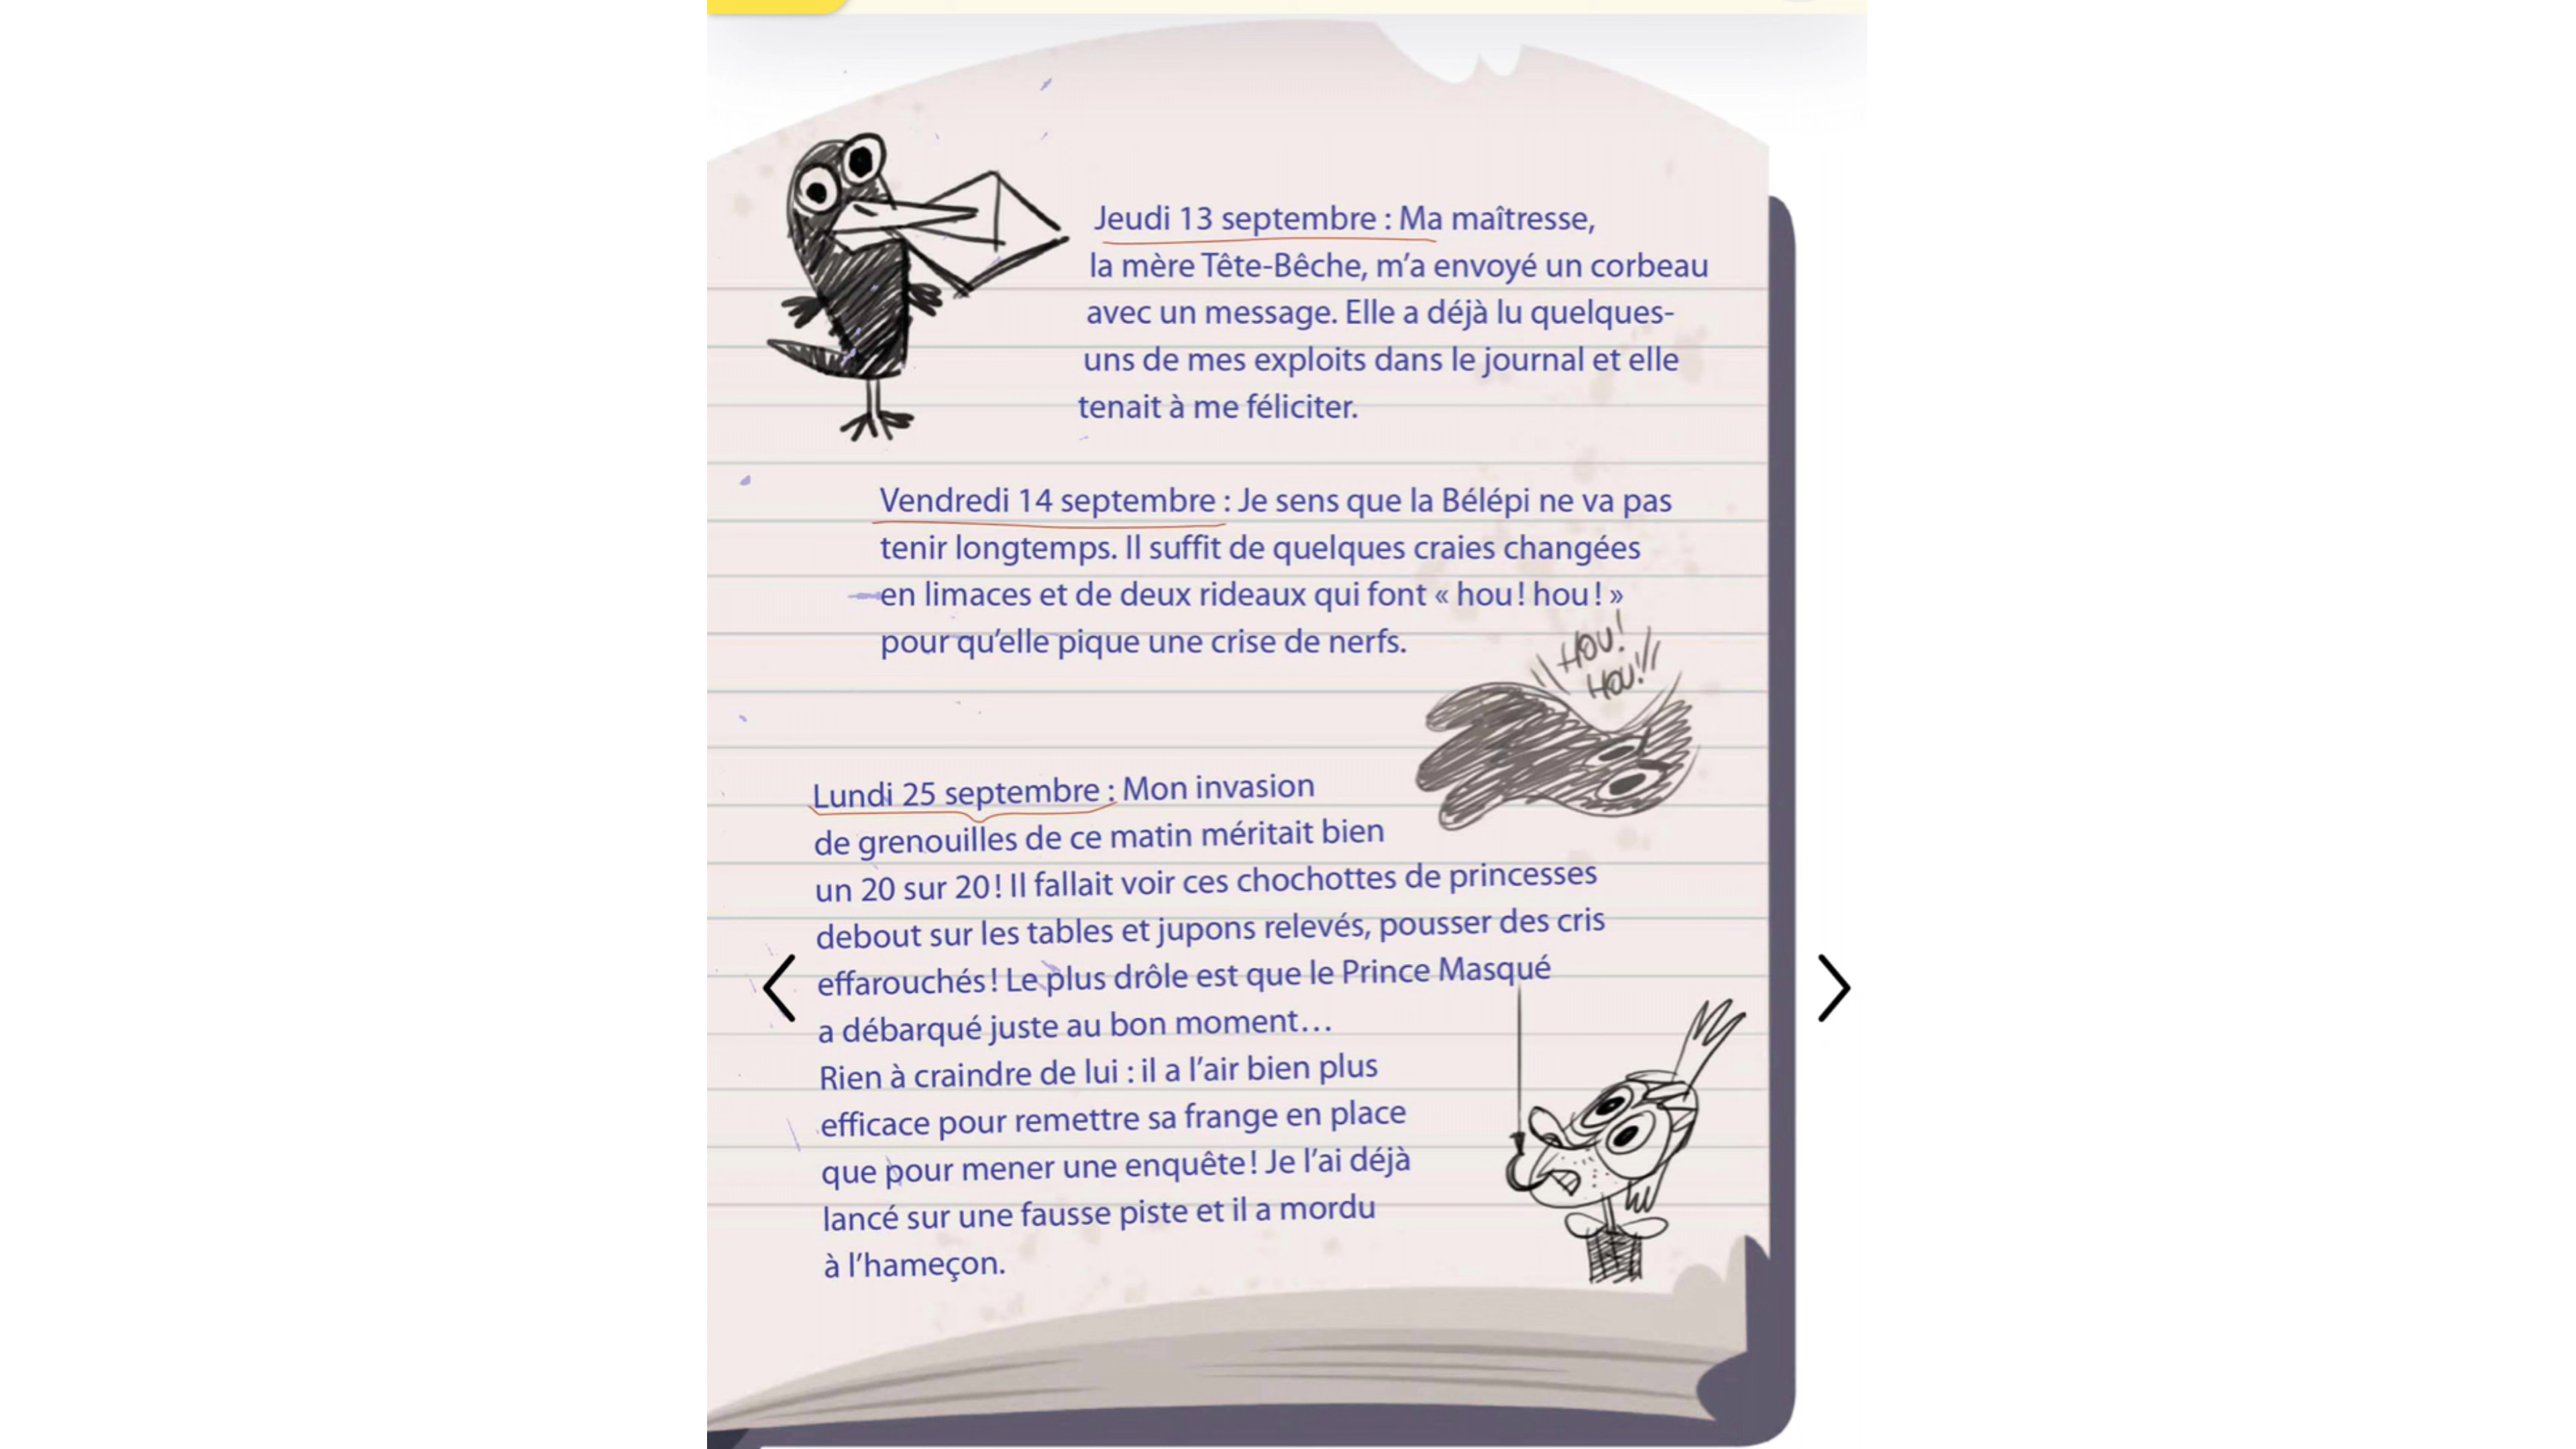 Jeudi 13 septembre : Ma maîtresse,
la mère Tête-Bêche, m’a envoyé un corbeau
avec un message. Elle a déjà lu quelques-
uns de mes exploits dans le journal et elle
tenait à me féliciter.
Vendredi 14 septembre : Je sens que la Bélépi ne va pas
tenir longtemps. Il suffit de quelques craies changées
en limaces et de deux rideaux qui font « hou ! hou ! »
pour qu’elle pique une crise de nerfs.
HOU !
HOU !
Lundi 25 septembre : Mon invasion
de grenouilles de ce matin méritait bien
un 20 sur 20 ! Il fallait voir ces chochottes de princesses
debout sur les tables et jupons relevés, pousser des cris
effarouchés ! Le plus drôle est que le Prince Masqué
a débarqué juste au bon moment…
Rien à craindre de lui : il a l’air bien plus
efficace pour remettre sa frange en place
que pour mener une enquête ! Je l’ai déjà
lancé sur une fausse piste et il a mordu
à l’hameçon.